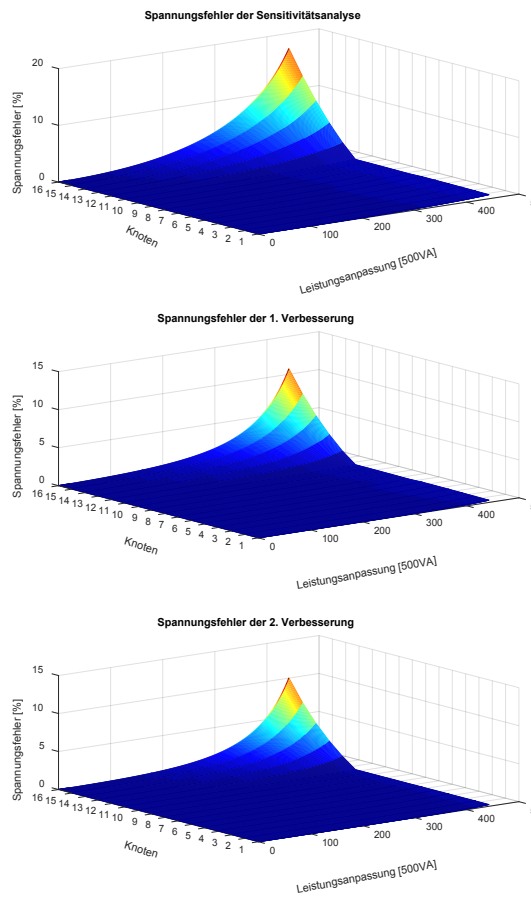 Spannungsfehler der Sensitivitätsanalyse
Spannungsfehler [%]
20
10
0
16 15 14 13 12 11 10 9 8 7 6 5 4 3 2 1
Knoten
0 100 200 300 400
Leistungsanpassung [500VA]
Spannungsfehler der 1. Verbesserung
Spannungsfehler [%]
15
10
5
0
16 15 14 13 12 11 10 9 8 7 6 5 4 3 2 1
Knoten
0 100 200 300 400
Leistungsanpassung [500VA]
Spannungsfehler der 2. Verbesserung
Spannungsfehler [%]
15
10
5
0
16 15 14 13 12 11 10 9 8 7 6 5 4 3 2 1
Knoten
0 100 200 300 400
Leistungsanpassung [500VA]